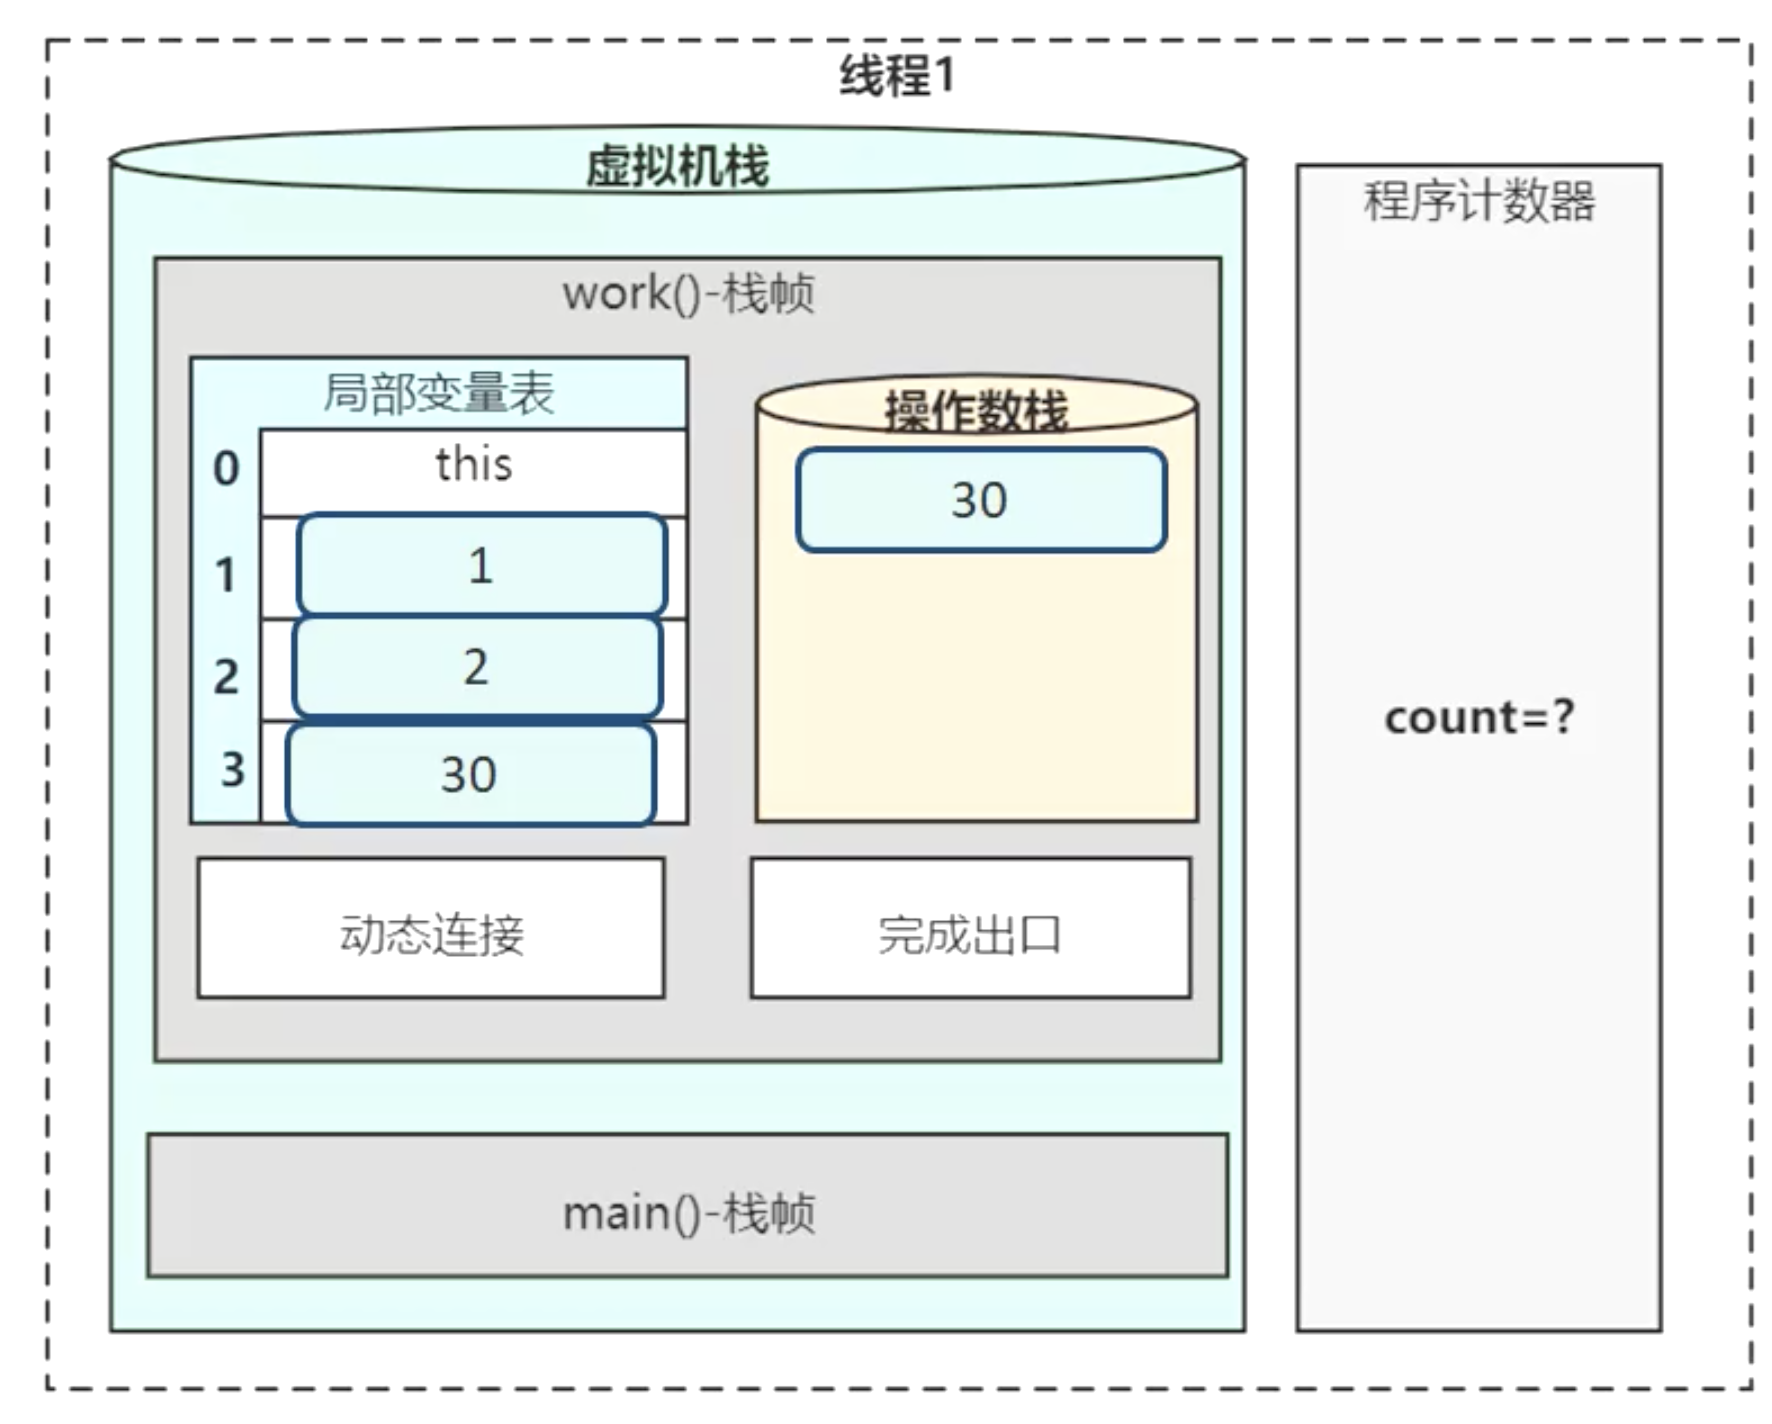 线程1
虚拟机栈
程序计数器
work()-栈帧
局部变量表
操作数栈
0
this
30
1
1
2
2
3
30
count=?
动态连接
完成出口
main()-栈帧